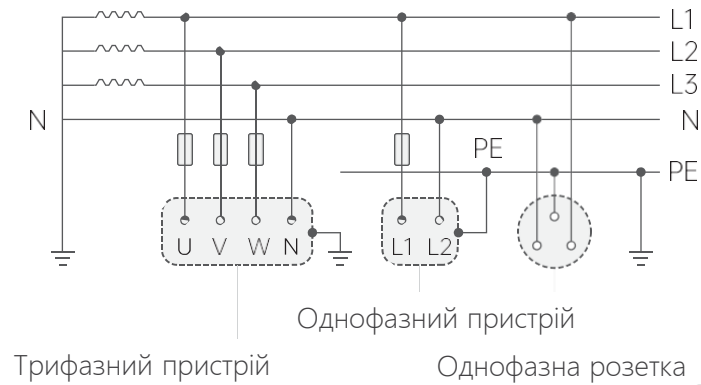 L1
L2
L3
N
N
PE
PE
U V W N
L1 L2
Однофазний пристрій
Трифазний пристрій
Однофазна розетка